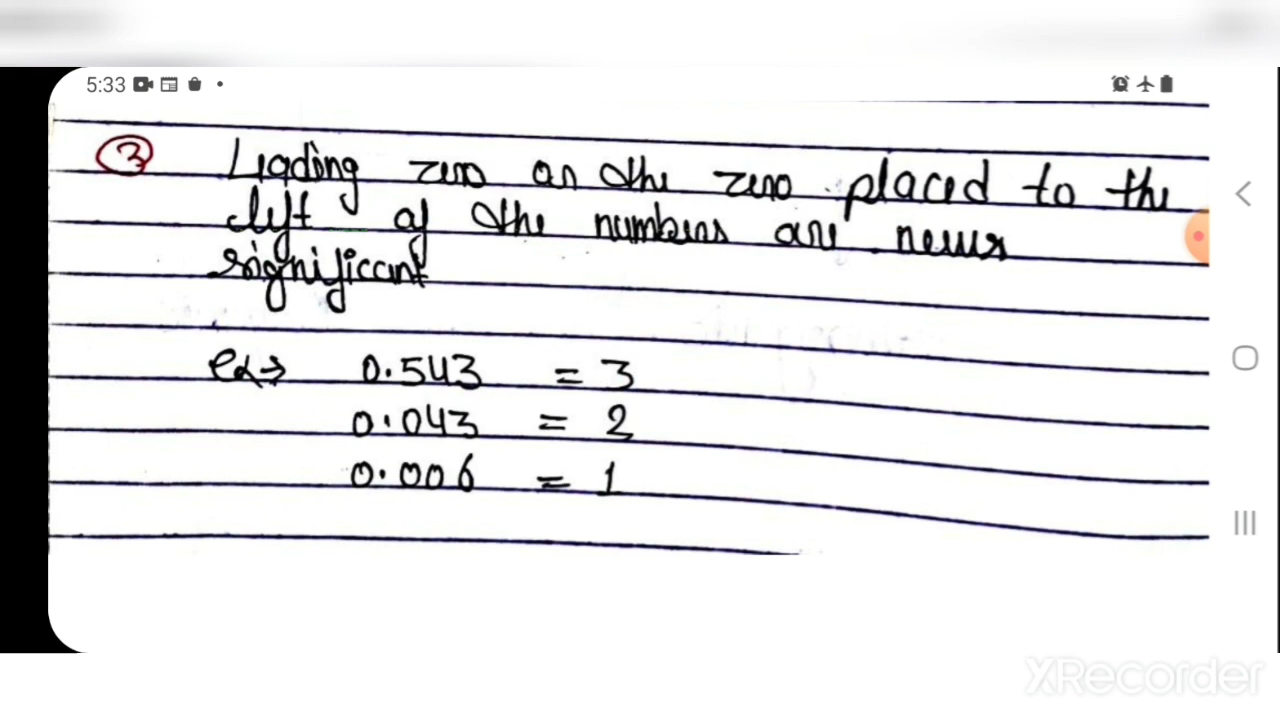 5:33
3 Leading zero or the zero placed to the
left of the numbers are never
significant
ex⇒ 0.543 = 3
0.043 = 2
0.006 = 1
XRecorder